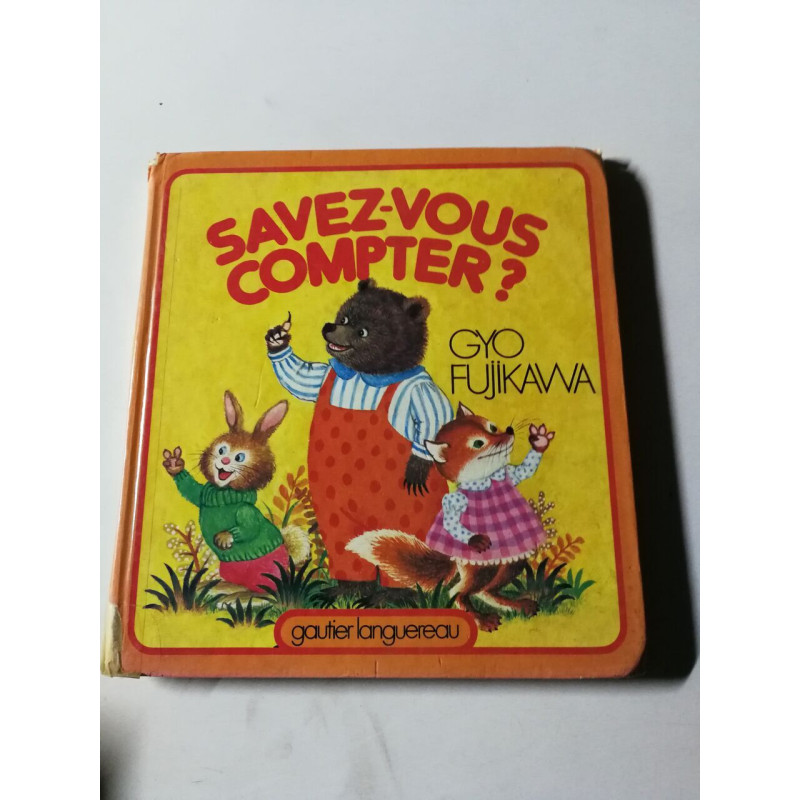 SAVEZ-VOUS
COMPTER?
GYO
FUJIKAWA
gautier languereau